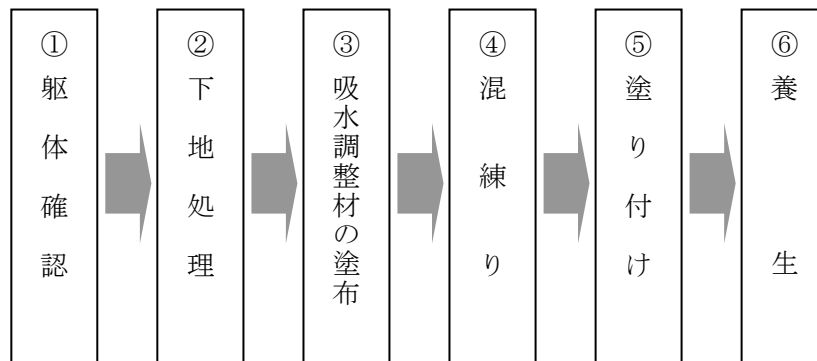 ①躯体確認
②下地処理
③吸水調整材の塗布
④混練り
⑤塗り付け
⑥養生